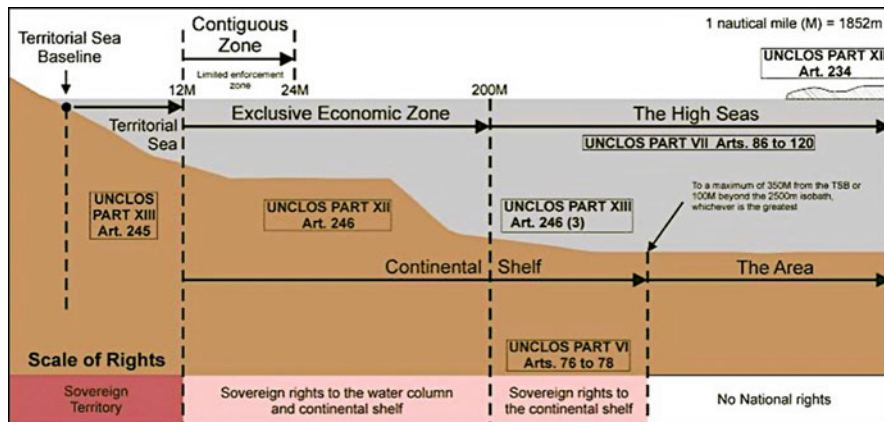 Territorial Sea
Baseline
Contiguous
Zone
Limited enforcement
zone
1 nautical mile (M) = 1852m
UNCLOS PART XII
Art. 234
12M
24M
200M
Territorial
Sea
Exclusive Economic Zone
The High Seas
UNCLOS PART VII Arts. 86 to 120
UNCLOS
PART XIII
Art. 245
UNCLOS PART XII
Art. 246
UNCLOS PART XIII
Art. 246 (3)
To a maximum of 350M from the TSB or
100M beyond the 2500m isobath,
whichever is the greatest
Continental Shelf
The Area
UNCLOS PART VI
Arts. 76 to 78
Scale of Rights
Sovereign
Territory
Sovereign rights to the water column
and continental shelf
Sovereign rights to
the continental shelf
No National rights